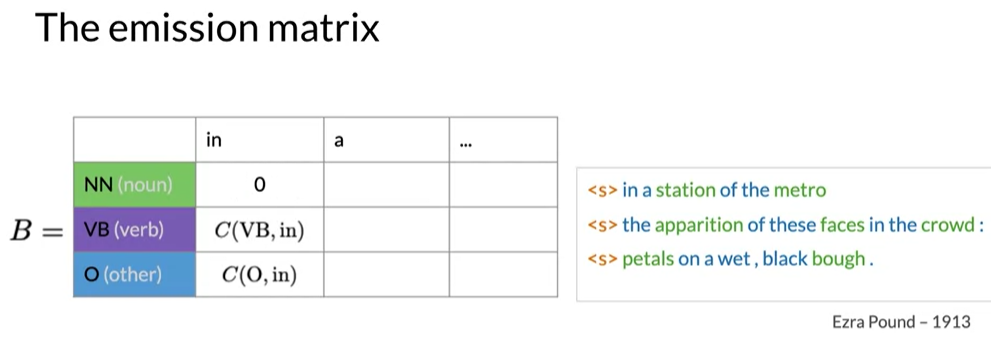 The emission matrix
in a ...
NN (noun) 0
B = VB (verb) C(VB, in)
O (other) C(O, in)
<s> in a station of the metro
<s> the apparition of these faces in the crowd :
<s> petals on a wet , black bough .
Ezra Pound – 1913